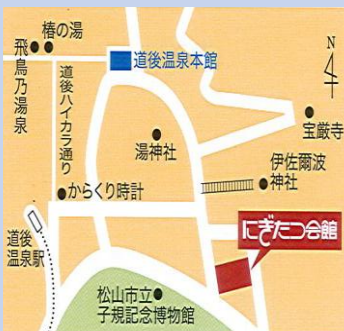 椿の湯
飛鳥乃湯泉
道後温泉本館
N
道後ハイカラ通り
湯神社
宝厳寺
伊佐爾波
神社
からくり時計
にぎたつ会館
道後
温泉駅
松山市立
子規記念博物館